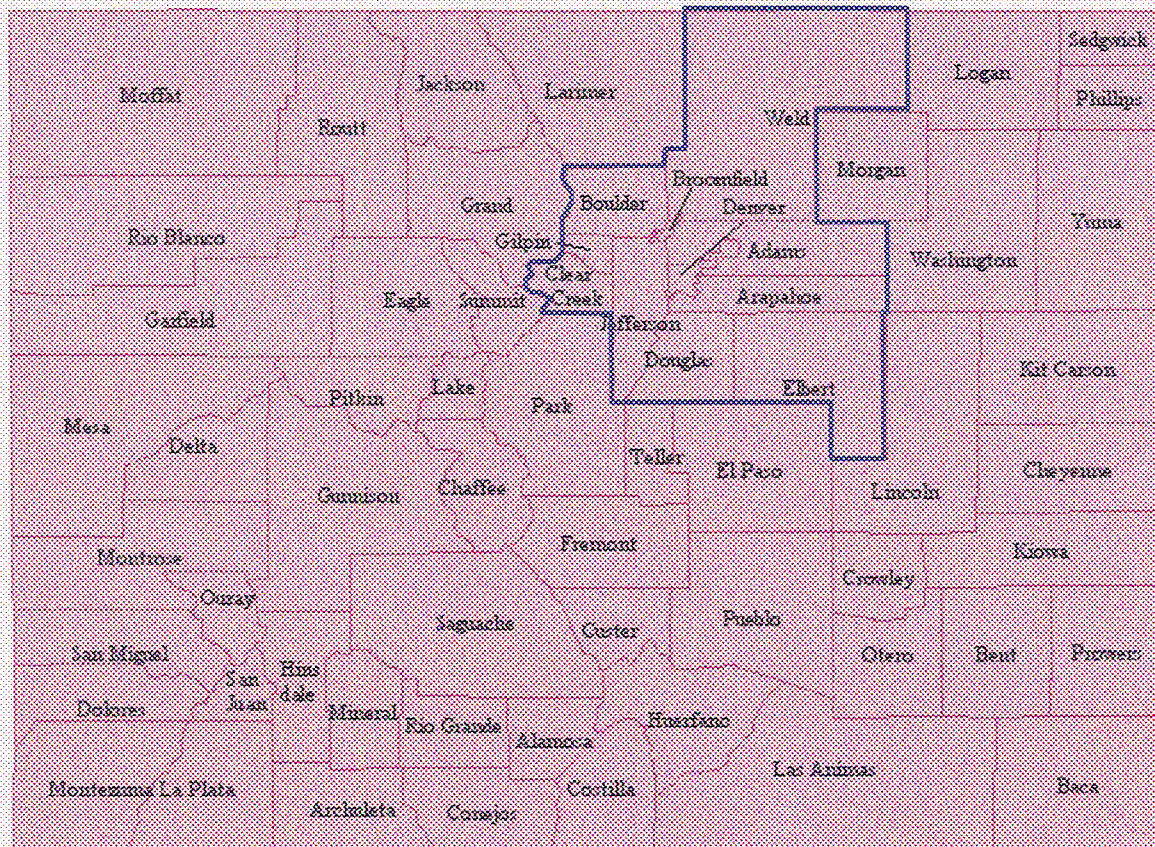 Sedgwick
Logan
Jackson
Larimer
Moffat
Phillips
Weld
Routt
Morgan
Broomfield
Grand
Boulder
Denver
Yuma
Rio Blanco
Gilpin
Adams
Washington
Clear
Creek
Eagle
Summit
Arapahoe
Garfield
Jefferson
Douglas
Kit Carson
Lake
Elbert
Pitkin
Park
Mesa
Delta
Teller
El Paso
Cheyenne
Gunnison
Chaffee
Lincoln
Fremont
Kiowa
Montrose
Crowley
Ouray
Saguache
Custer
Pueblo
San Miguel
Otero
Bent
Prowers
San
Juan
Hins
dale
Dolores
Mineral
Rio Grande
Huerfano
Alamosa
Las Animas
Montezuma
La Plata
Costilla
Baca
Archuleta
Conejos